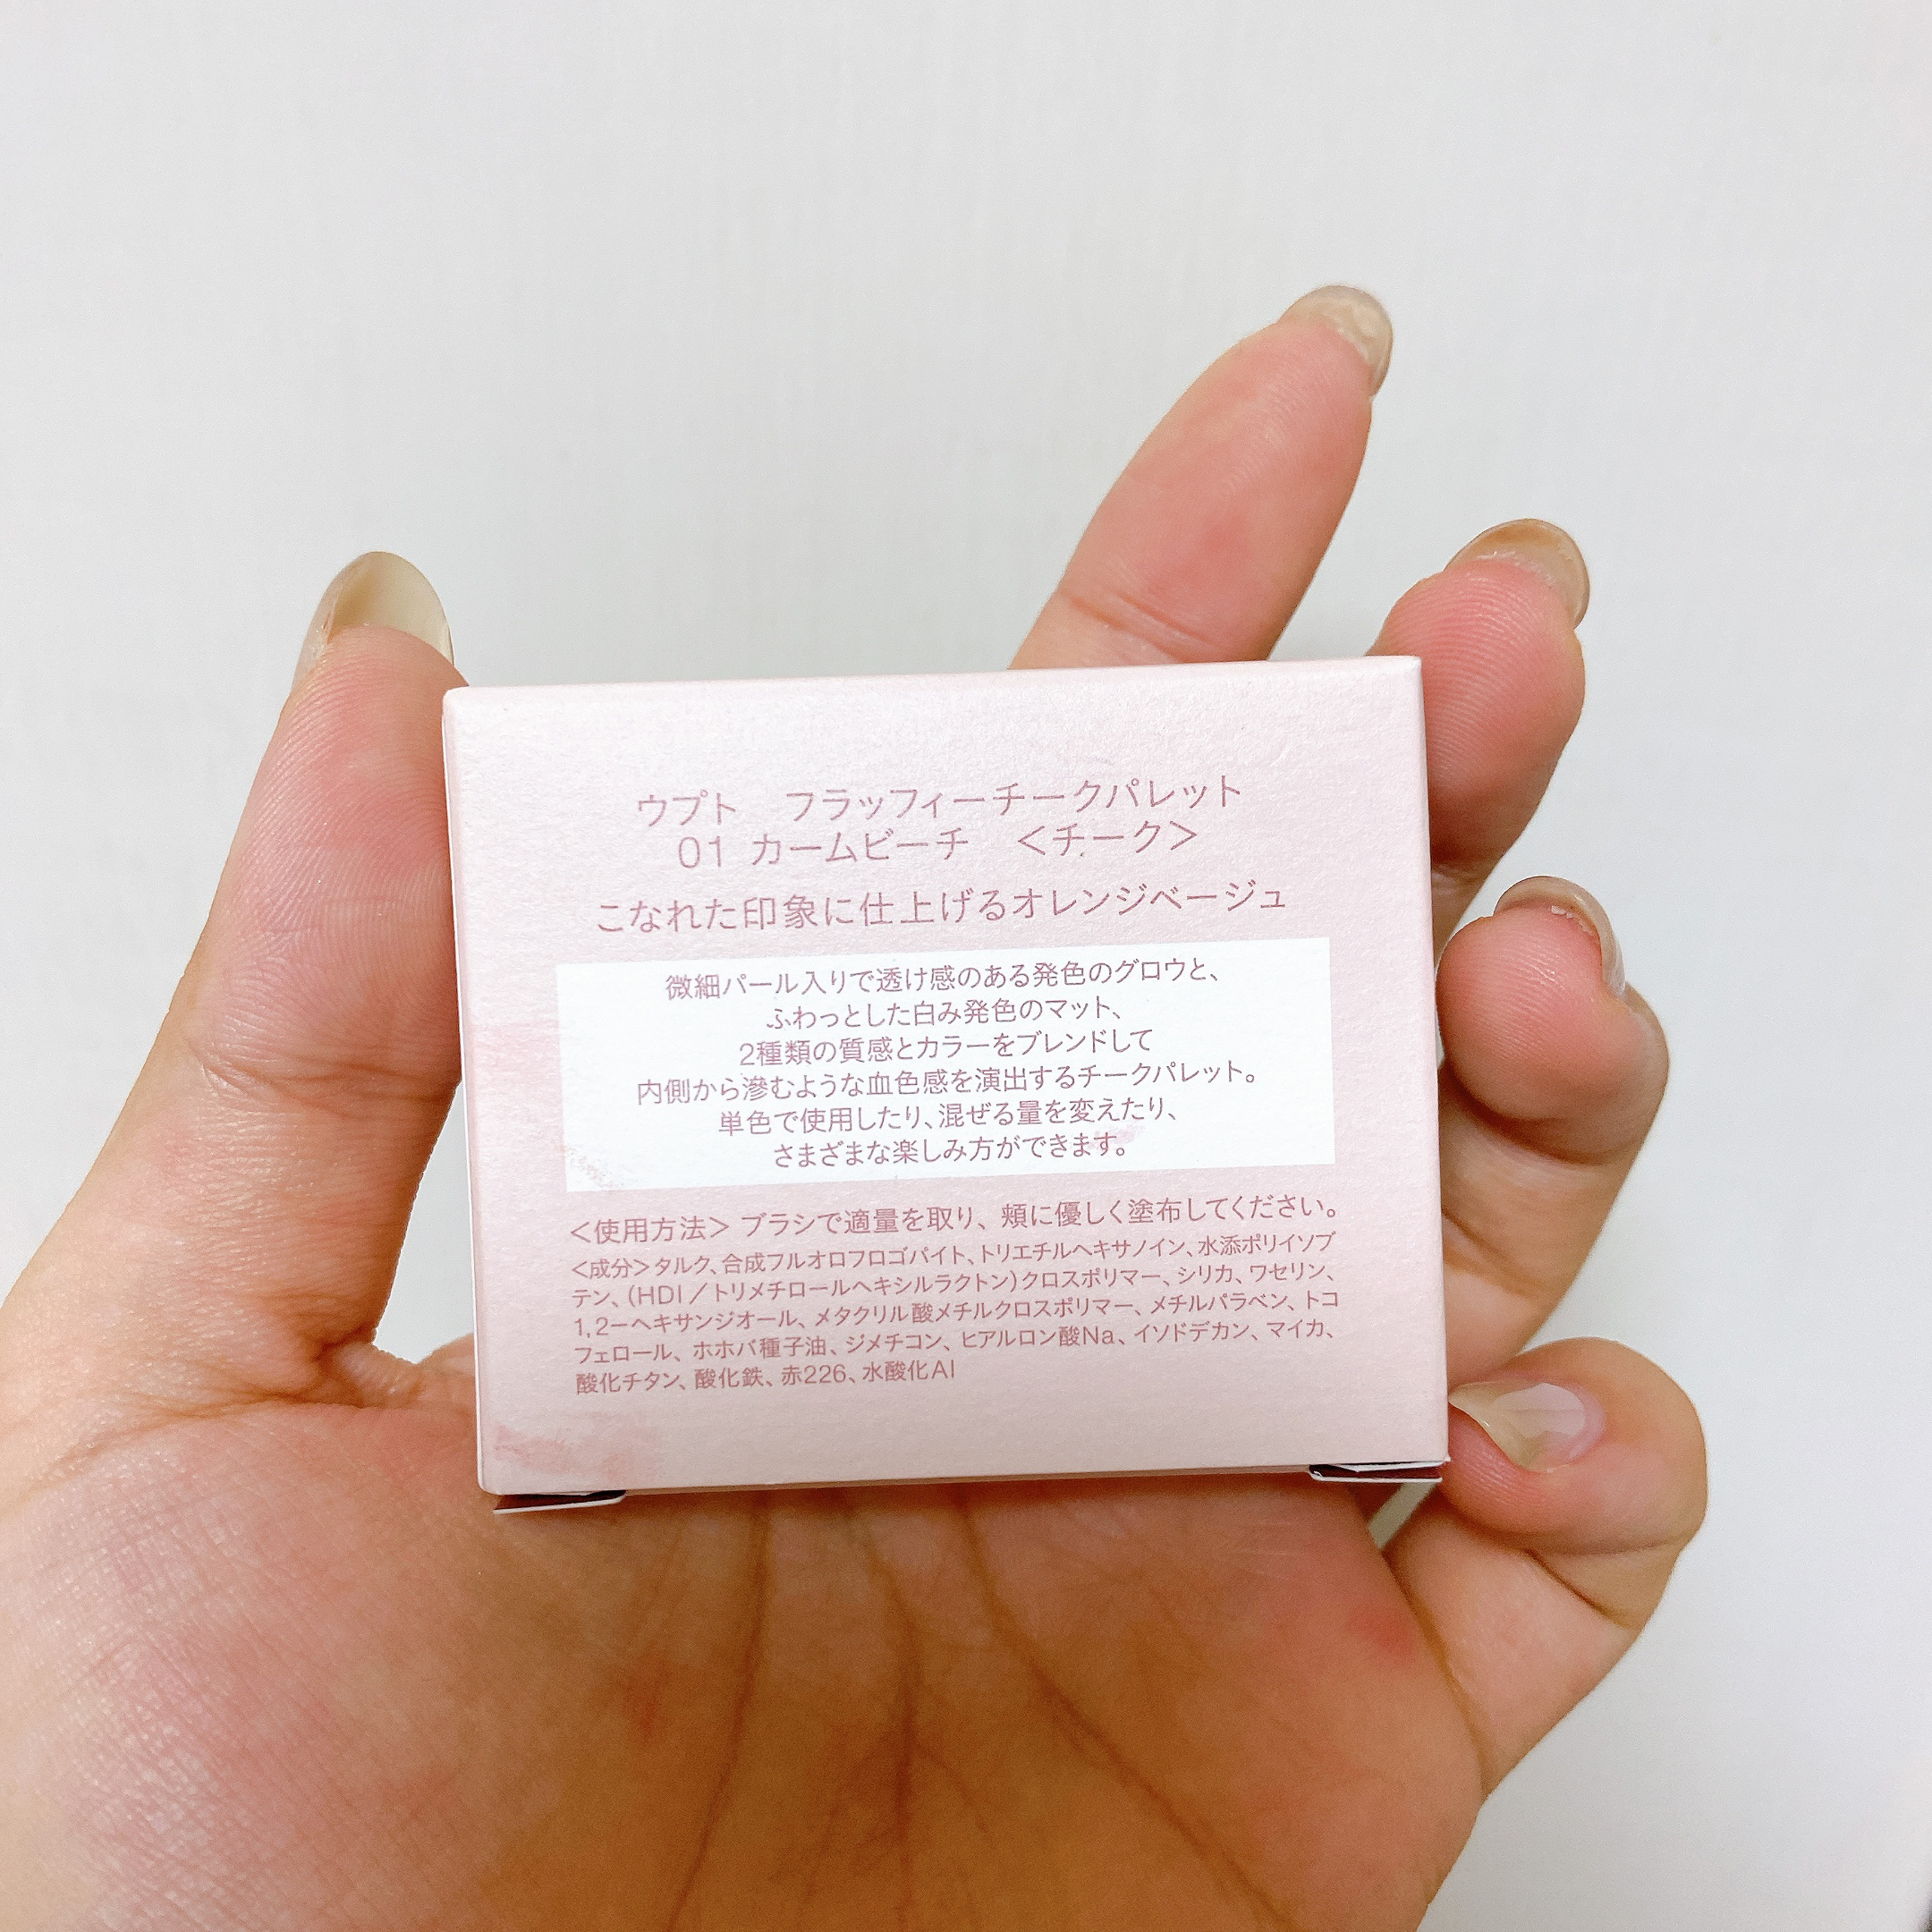 ウプト　フラッフィーチークパレット
01 カームビーチ　＜チーク＞
こなれた印象に仕上げるオレンジベージュ
微細パール入りで透け感のある発色のグロウと、
ふわっとした白み発色のマット、
2種類の質感とカラーをブレンドして
内側から滲むような血色感を演出するチークパレット。
単色で使用したり、混ぜる量を変えたり、
さまざまな楽しみ方ができます。
＜使用方法＞ブラシで適量を取り、頬に優しく塗布してください。
＜成分＞タルク、合成フルオロフロゴパイト、トリエチルヘキサノイン、水添ポリイソブ
テン、(HDI／トリメチロールヘキシルラクトン)クロスポリマー、シリカ、ワセリン、
1,2－ヘキサンジオール、メタクリル酸メチルクロスポリマー、メチルパラベン、トコ
フェロール、ホホバ種子油、ジメチコン、ヒアルロン酸Na、イソドデカン、マイカ、
酸化チタン、酸化鉄、赤226、水酸化Al